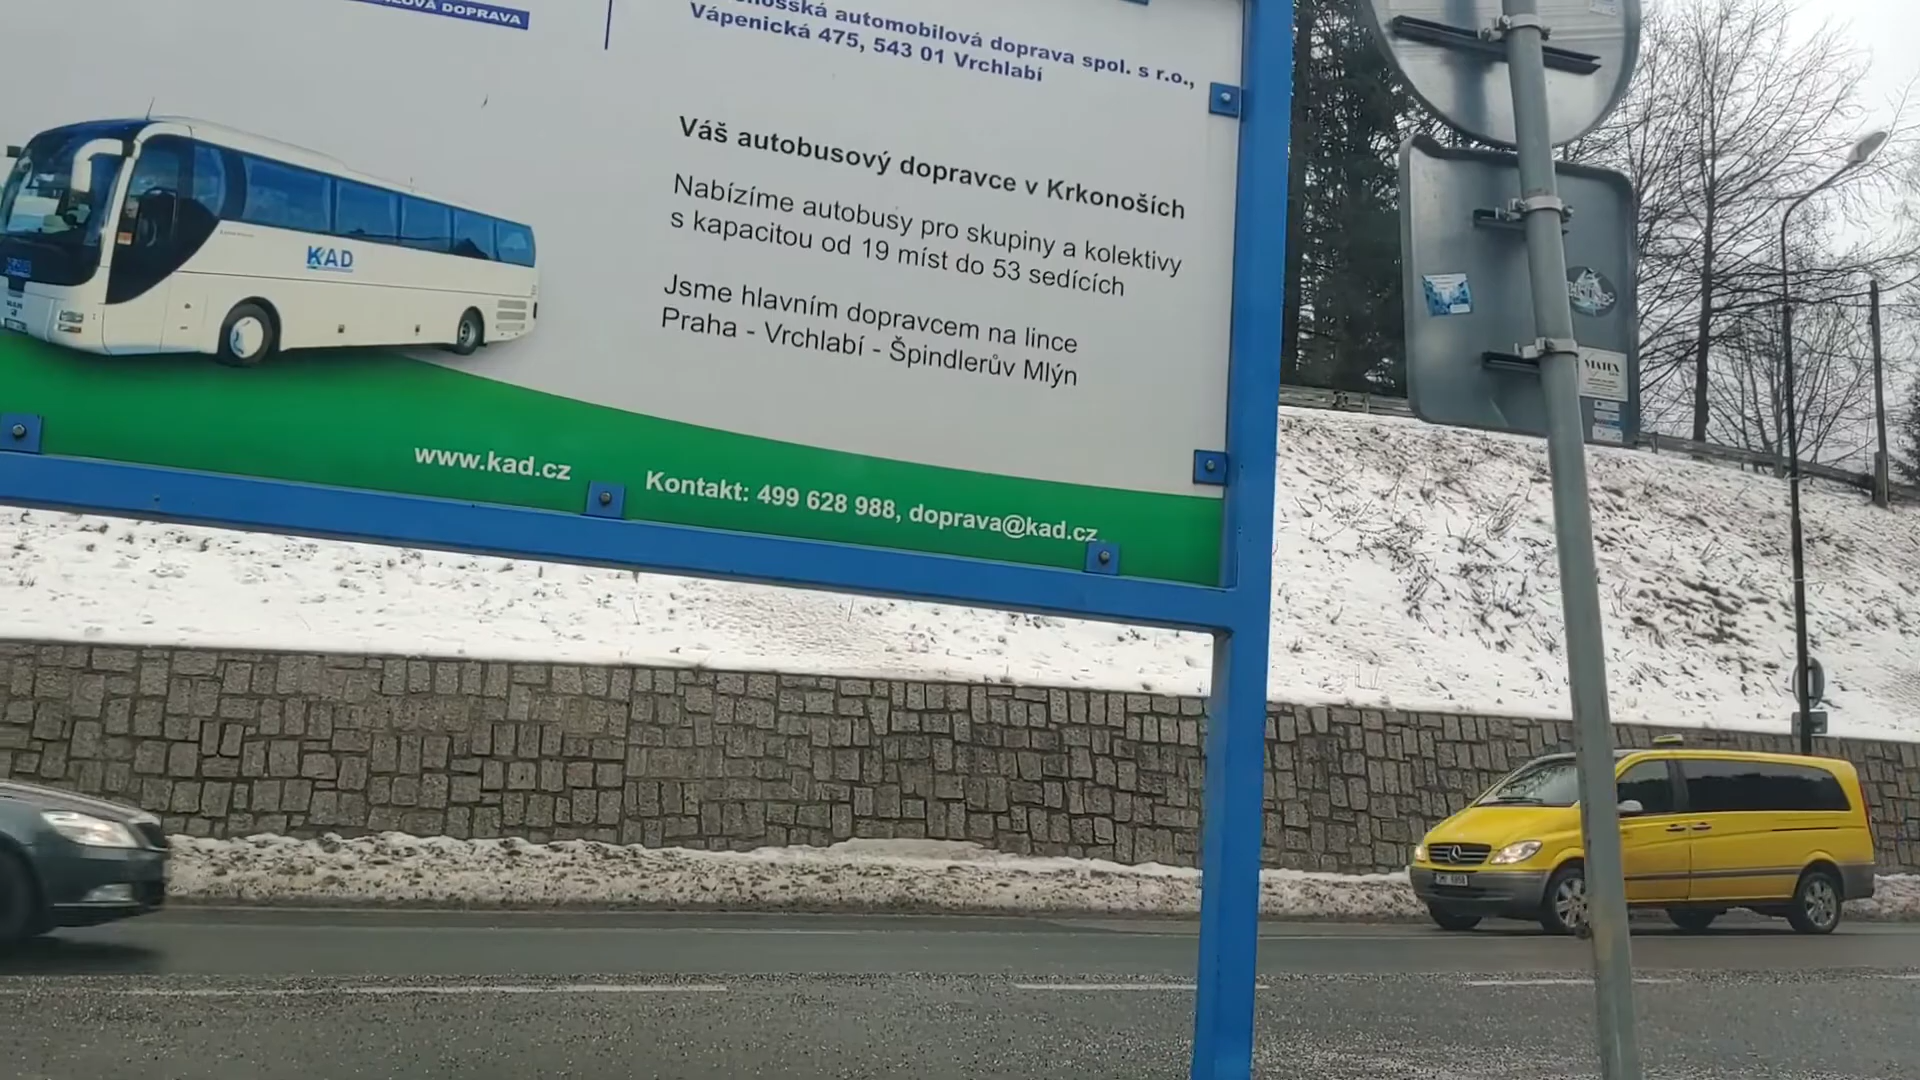 DOPRAVA
automobilová doprava spol. s r.o.,
Vápenická 475, 543 01 Vrchlabí
Váš autobusový dopravce v Krkonoších
Nabízíme autobusy pro skupiny a kolektivy
s kapacitou od 19 míst do 53 sedících
Jsme hlavním dopravcem na lince
Praha - Vrchlabí - Špindlerův Mlýn
KAD
www.kad.cz
Kontakt: 499 628 988, doprava@kad.cz